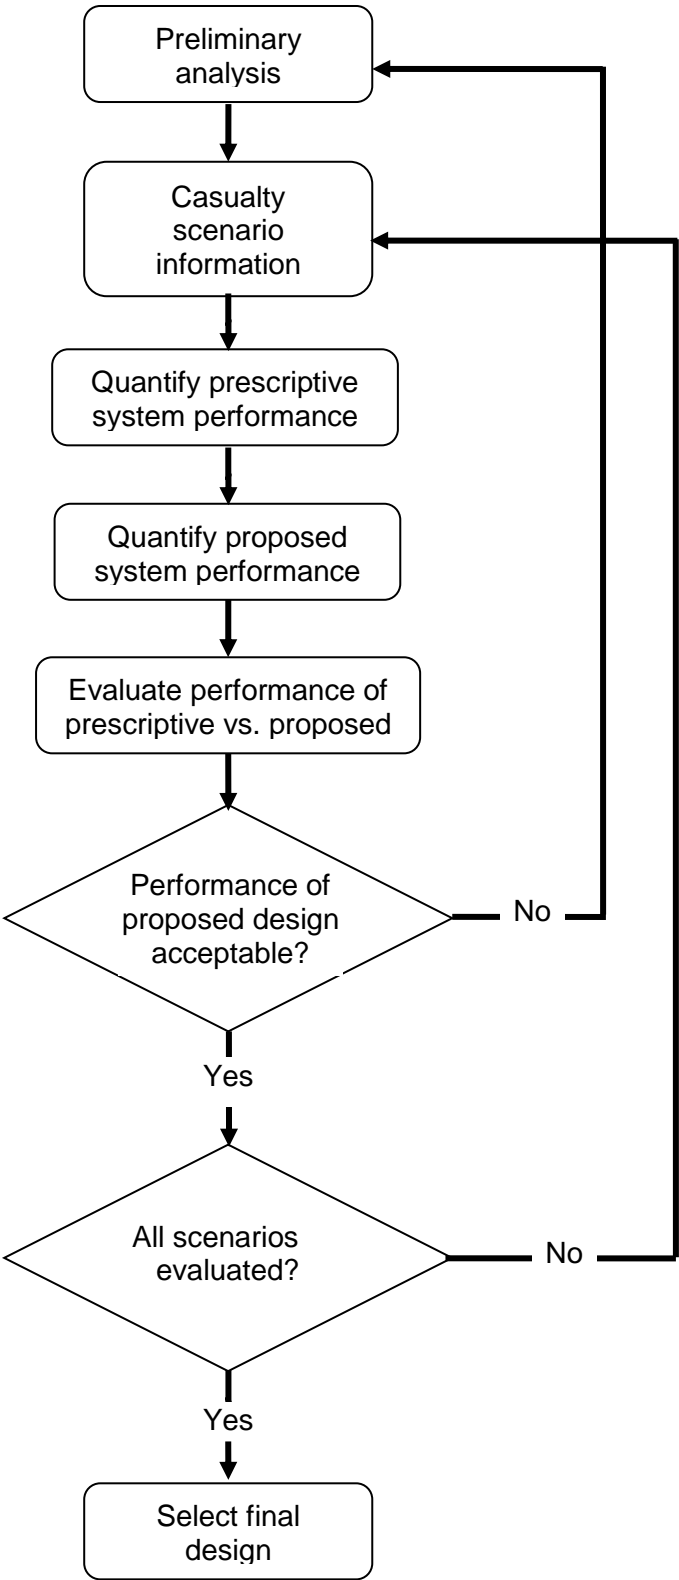 Preliminary
analysis
Casualty
scenario
information
Quantify prescriptive
system performance
Quantify proposed
system performance
Evaluate performance of
prescriptive vs. proposed
Performance of
proposed design
acceptable?
No
Yes
All scenarios
evaluated?
No
Yes
Select final
design